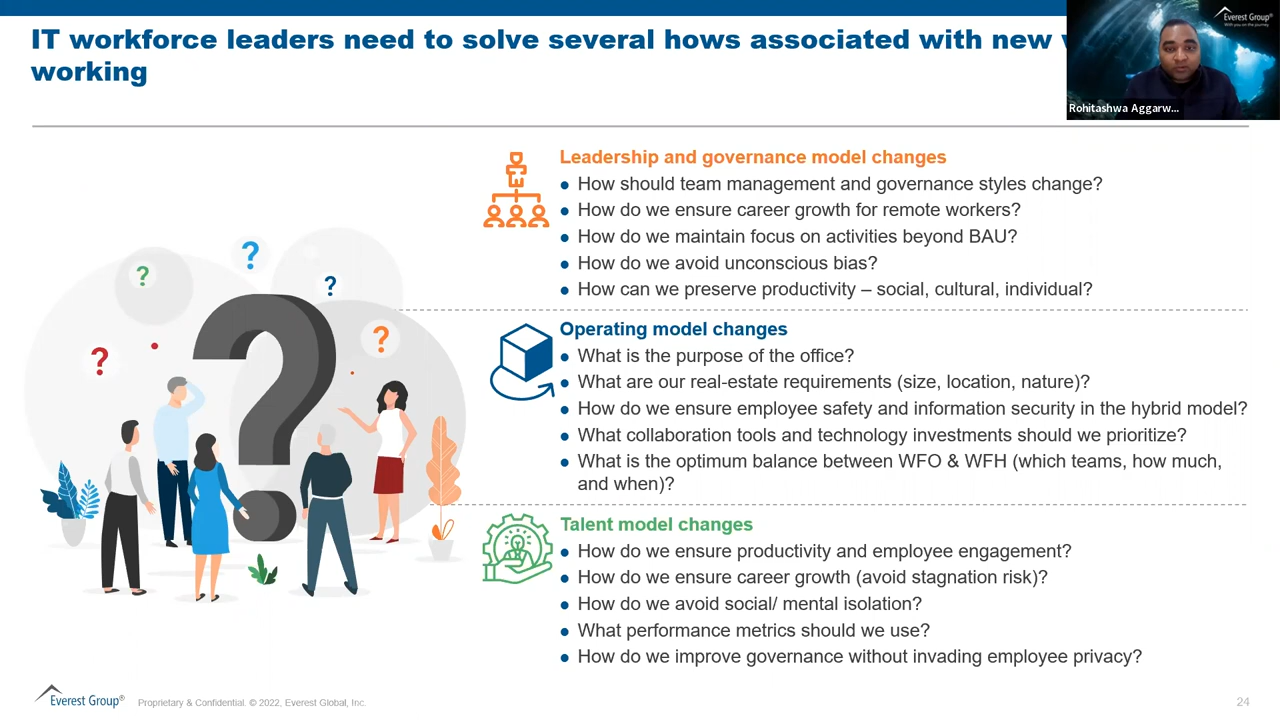 IT workforce leaders need to solve several hows associated with new
working
Everest Group®
With you on the journey
Rohitashwa Aggarw...
Leadership and governance model changes
● How should team management and governance styles change?
● How do we ensure career growth for remote workers?
● How do we maintain focus on activities beyond BAU?
● How do we avoid unconscious bias?
● How can we preserve productivity – social, cultural, individual?
Operating model changes
● What is the purpose of the office?
● What are our real-estate requirements (size, location, nature)?
● How do we ensure employee safety and information security in the hybrid model?
● What collaboration tools and technology investments should we prioritize?
● What is the optimum balance between WFO & WFH (which teams, how much,
and when)?
Talent model changes
● How do we ensure productivity and employee engagement?
● How do we ensure career growth (avoid stagnation risk)?
● How do we avoid social/ mental isolation?
● What performance metrics should we use?
● How do we improve governance without invading employee privacy?
? ? ? ? ? ?
Everest Group® Proprietary & Confidential. © 2022, Everest Global, Inc.
24